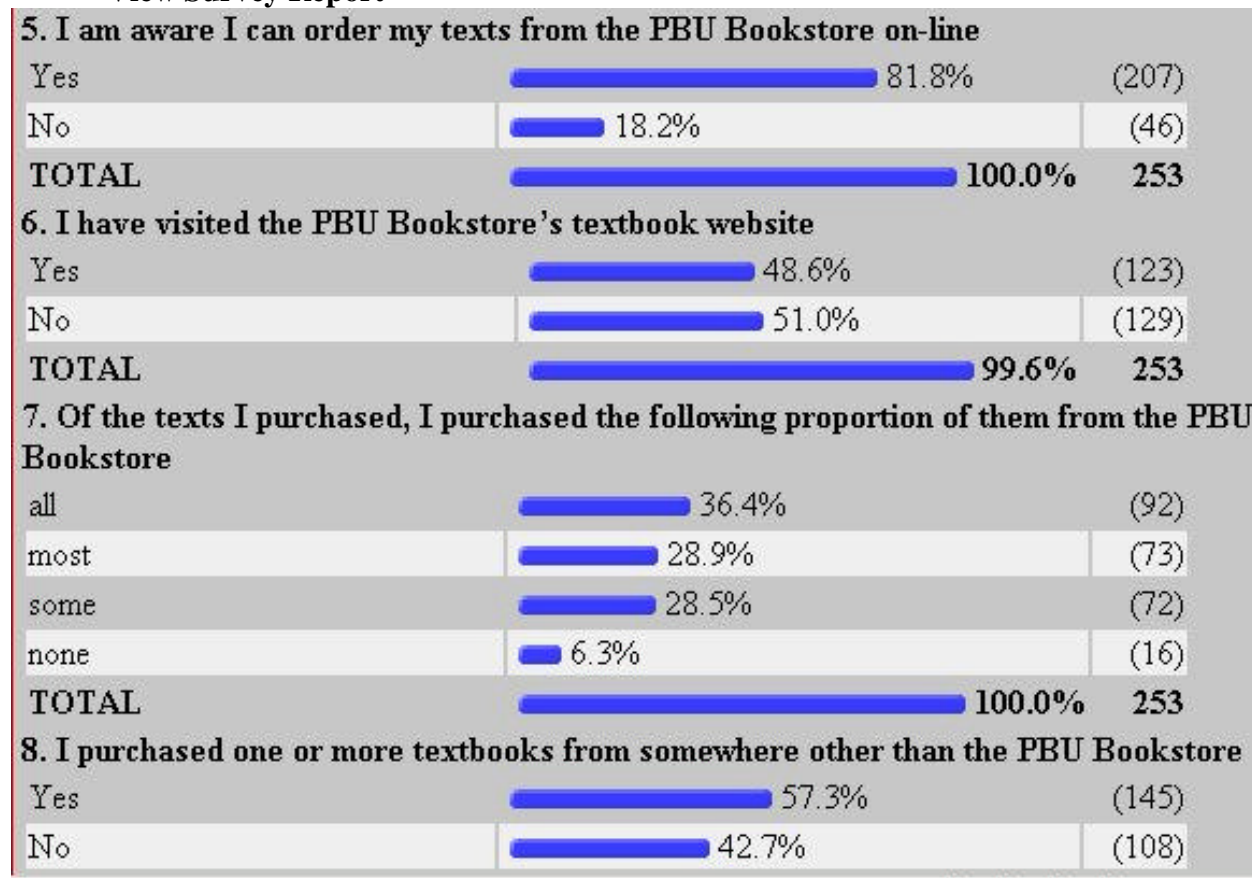 View Survey Report
5. I am aware I can order my texts from the PBU Bookstore on-line
Yes 81.8% (207)
No 18.2% (46)
TOTAL 100.0% 253
6. I have visited the PBU Bookstore's textbook website
Yes 48.6% (123)
No 51.0% (129)
TOTAL 99.6% 253
7. Of the texts I purchased, I purchased the following proportion of them from the PBU
Bookstore
all 36.4% (92)
most 28.9% (73)
some 28.5% (72)
none 6.3% (16)
TOTAL 100.0% 253
8. I purchased one or more textbooks from somewhere other than the PBU Bookstore
Yes 57.3% (145)
No 42.7% (108)